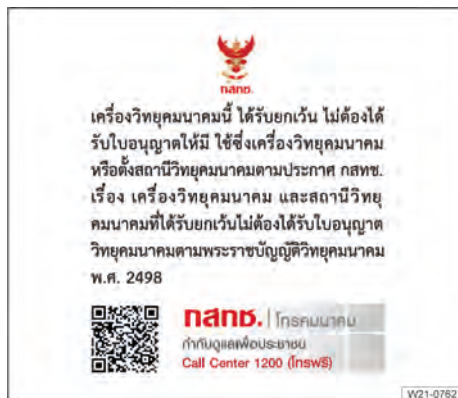 กสทช.
เครื่องวิทยุคมนาคมนี้ ได้รับยกเว้น ไม่ต้องได้
รับใบอนุญาตให้มี ใช้ซึ่งเครื่องวิทยุคมนาคม
หรือตั้งสถานีวิทยุคมนาคมตามประกาศ กสทช.
เรื่อง เครื่องวิทยุคมนาคม และสถานีวิทยุ
คมนาคมที่ได้รับยกเว้นไม่ต้องได้รับใบอนุญาต
วิทยุคมนาคมตามพระราชบัญญัติวิทยุคมนาคม
พ.ศ. 2498
กสทช. | โทรคมนาคม
กำกับดูแลเพื่อประชาชน
Call Center 1200 (โทรฟรี)
W21-0762